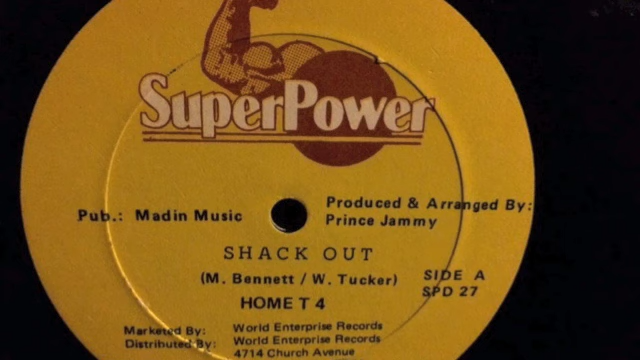 SuperPower
Pub.: Madin Music
Produced & Arranged By:
Prince Jammy
SHACK OUT
(M. Bennett / W. Tucker)
SIDE A
SPD 27
HOME T 4
Marketed By: World Enterprise Records
Distributed By: World Enterprise Records
4714 Church Avenue